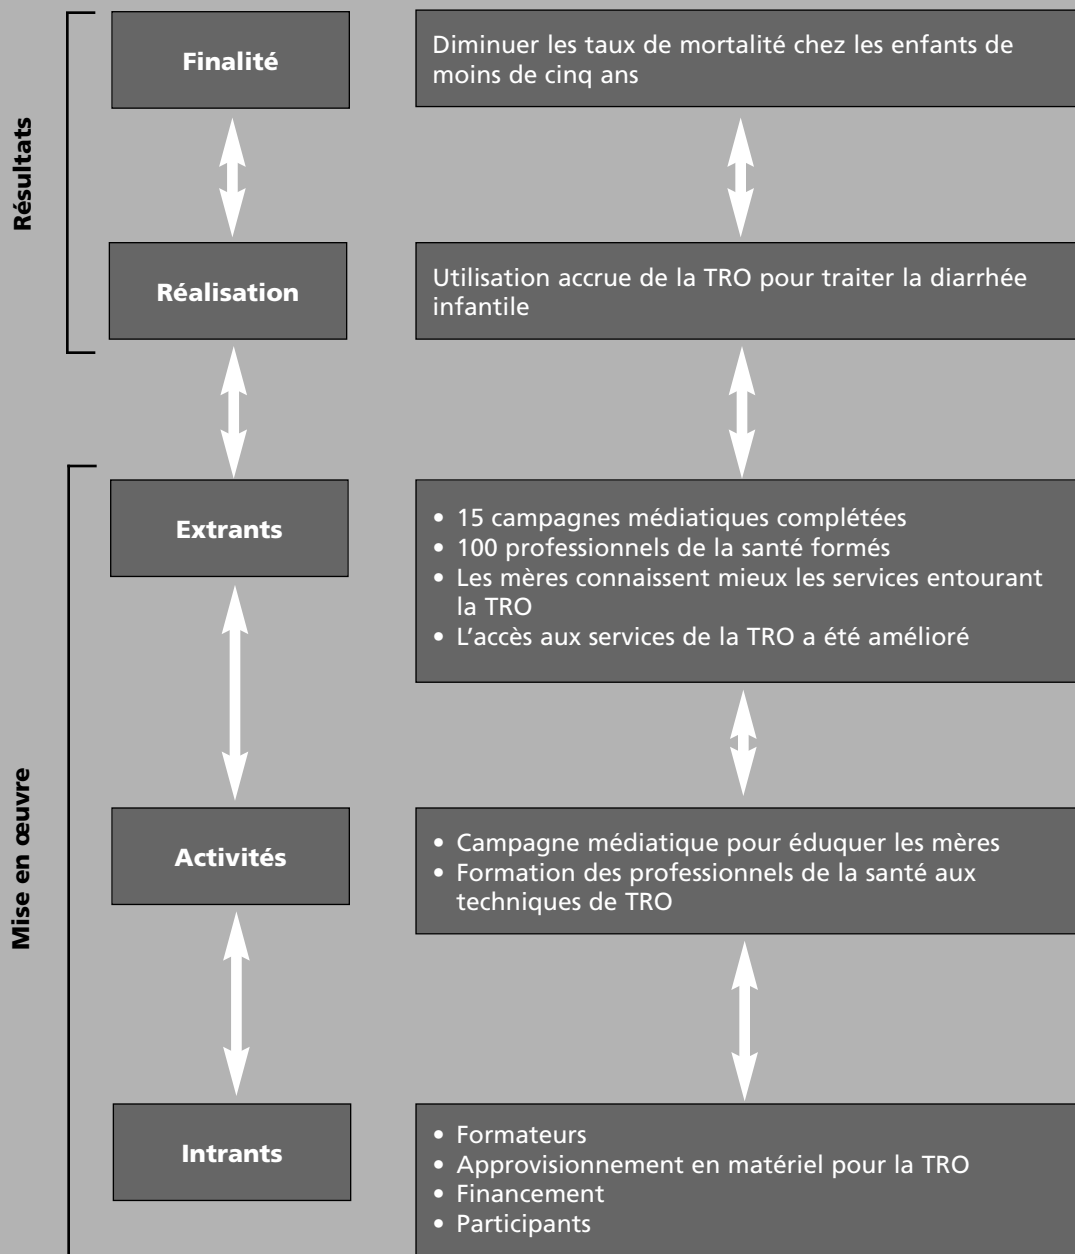 Résultats
Finalité
Diminuer les taux de mortalité chez les enfants de
moins de cinq ans
Réalisation
Utilisation accrue de la TRO pour traiter la diarrhée
infantile
Mise en œuvre
Extrants
• 15 campagnes médiatiques complétées
• 100 professionnels de la santé formés
• Les mères connaissent mieux les services entourant
la TRO
• L’accès aux services de la TRO a été amélioré
Activités
• Campagne médiatique pour éduquer les mères
• Formation des professionnels de la santé aux
techniques de TRO
Intrants
• Formateurs
• Approvisionnement en matériel pour la TRO
• Financement
• Participants